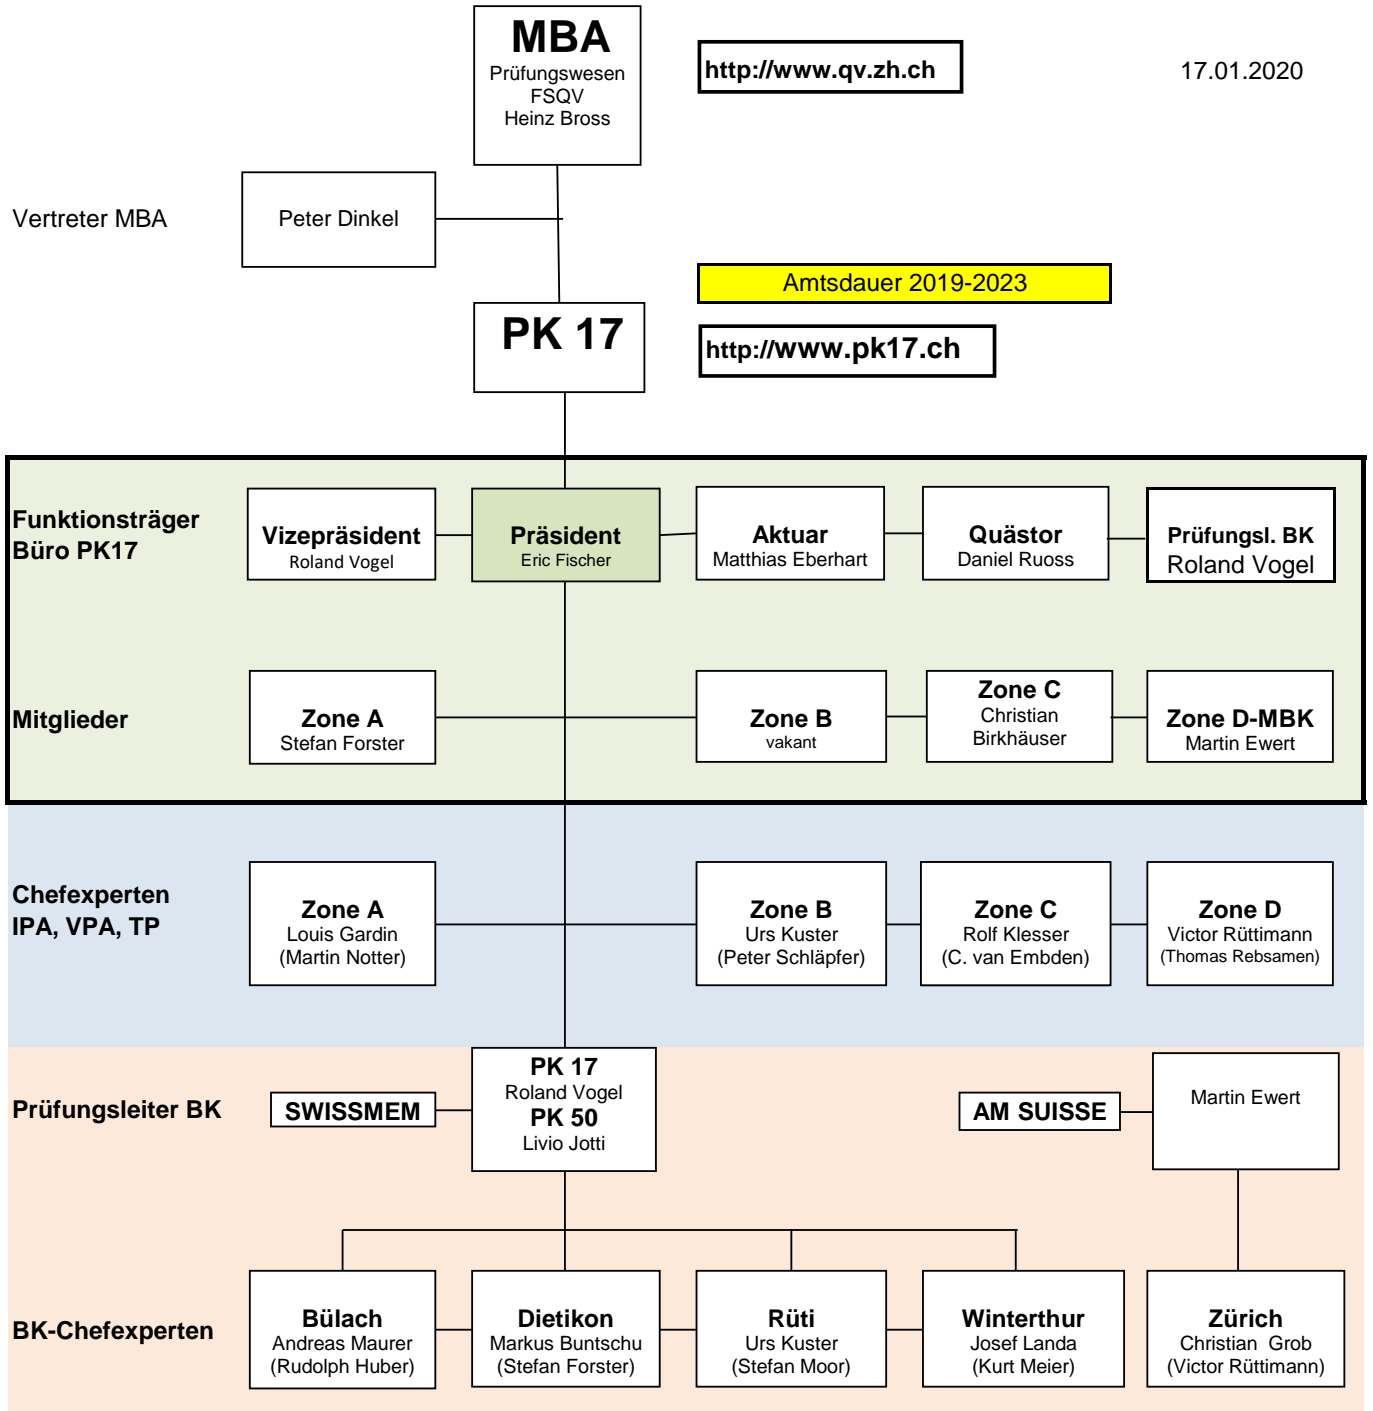 MBA
Prüfungswesen
FSQV
Heinz Bross
http://www.qv.zh.ch
17.01.2020
Vertreter MBA
Peter Dinkel
Amtsdauer 2019-2023
PK 17
http://www.pk17.ch
Funktionsträger
Büro PK17
Vizepräsident
Roland Vogel
Präsident
Eric Fischer
Aktuar
Matthias Eberhart
Quästor
Daniel Ruoss
Prüfungsl. BK
Roland Vogel
Mitglieder
Zone A
Stefan Forster
Zone B
vakant
Zone C
Christian
Birkhäuser
Zone D-MBK
Martin Ewert
Chefexperten
IPA, VPA, TP
Zone A
Louis Gardin
(Martin Notter)
Zone B
Urs Kuster
(Peter Schläpfer)
Zone C
Rolf Klesser
(C. van Embden)
Zone D
Victor Rüttimann
(Thomas Rebsamen)
Prüfungsleiter BK
SWISSMEM
PK 17
Roland Vogel
PK 50
Livio Jotti
AM SUISSE
Martin Ewert
BK-Chefexperten
Bülach
Andreas Maurer
(Rudolph Huber)
Dietikon
Markus Buntschu
(Stefan Forster)
Rüti
Urs Kuster
(Stefan Moor)
Winterthur
Josef Landa
(Kurt Meier)
Zürich
Christian  Grob
(Victor Rüttimann)